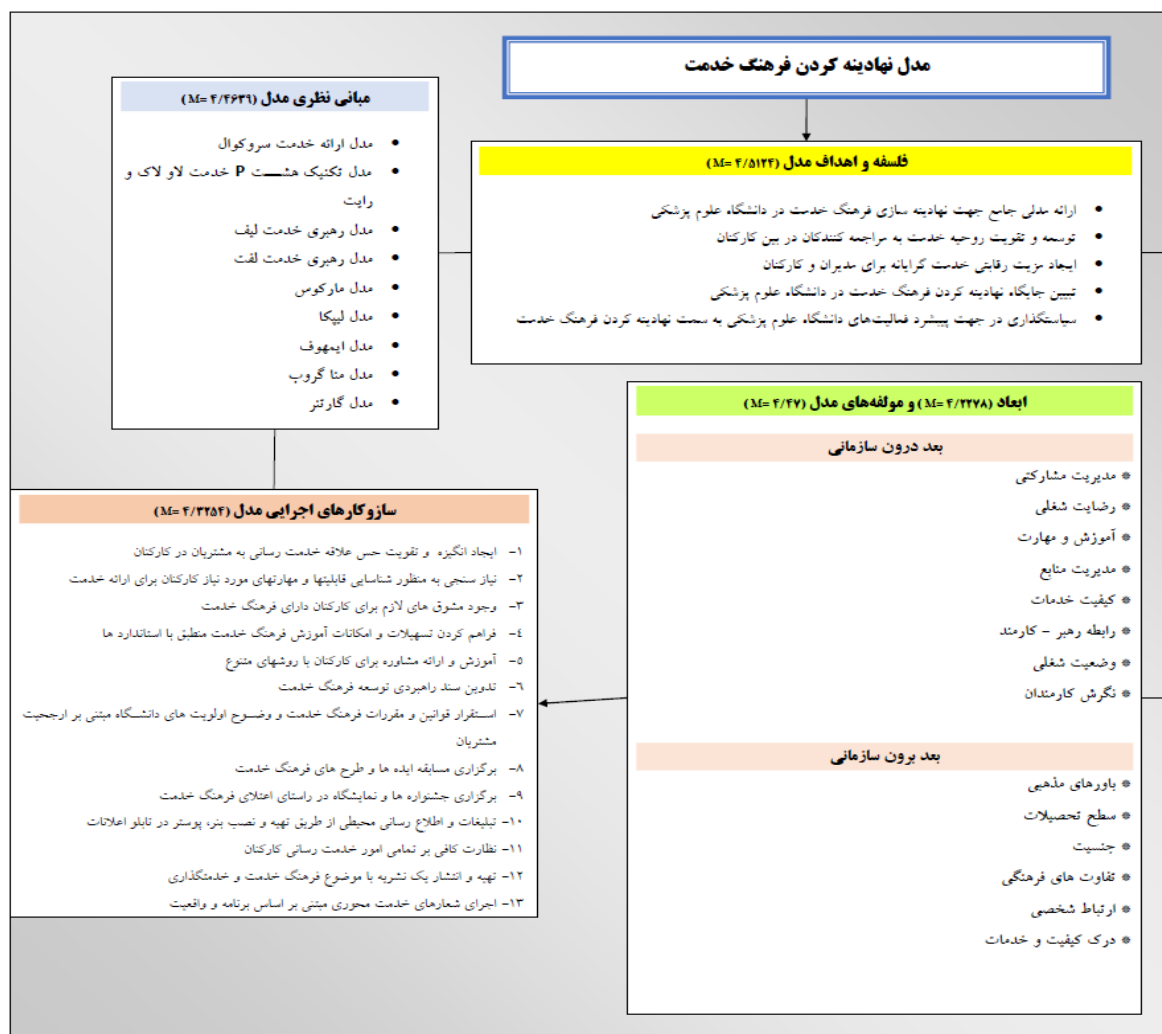 مدل نهادینه کردن فرهنگ خدمت
فلسفه و اهداف مدل (M= ۴/۵۱۲۴)
• ارائه مدلی جامع جهت نهادینه سازی فرهنگ خدمت در دانشگاه علوم پزشکی
• توسعه و تقویت روحیه خدمت به مراجعه کنندگان در بین کارکنان
• ایجاد مزیت رقابتی خدمت گرایانه برای مدیران و کارکنان
• تبیین جایگاه نهادینه کردن فرهنگ خدمت در دانشگاه علوم پزشکی
• سیاستگذاری در جهت پیشرد فعالیت‌های دانشگاه علوم پزشکی به سمت نهادینه کردن فرهنگ خدمت
مبانی نظری مدل (M= ۴/۴۶۳۹)
• مدل ارائه خدمت سروکوال
• مدل تکنیک هشت P خدمت لاو لاک و
رایت
• مدل رهبری خدمت لیف
• مدل رهبری خدمت لفت
• مدل مارکوس
• مدل لیپکا
• مدل ایمهوف
• مدل متا گروپ
• مدل گارتنر
ابعاد (M= ۴/۲۲۷۸) و مولفه‌های مدل (M= ۴/۴۷)
بعد درون سازمانی
* مدیریت مشارکتی
* رضایت شغلی
* آموزش و مهارت
* مدیریت منابع
* کیفیت خدمات
* رابطه رهبر – کارمند
* وضعیت شغلی
* نگرش کارمندان
بعد برون سازمانی
* باورهای مذهبی
* سطح تحصیلات
* جنسیت
* تفاوت های فرهنگی
* ارتباط شخصی
* درک کیفیت و خدمات
سازوکارهای اجرایی مدل (M= ۴/۳۲۵۴)
۱- ایجاد انگیزه و تقویت حس علاقه خدمت رسانی به مشتریان در کارکنان
۲- نیاز سنجی به منظور شناسایی قابلیتها و مهارتهای مورد نیاز کارکنان برای ارائه خدمت
۳- وجود مشوق های لازم برای کارکنان دارای فرهنگ خدمت
٤- فراهم کردن تسهیلات و امکانات آموزش فرهنگ خدمت منطبق با استاندارد ها
٥- آموزش و ارائه مشاوره برای کارکنان با روشهای متنوع
٦- تدوین سند راهبردی توسعه فرهنگ خدمت
۷- استقرار قوانین و مقررات فرهنگ خدمت و وضوح اولویت های دانشگاه مبتنی بر ارجحیت
مشتریان
۸- برگزاری مسابقه ایده ها و طرح های فرهنگ خدمت
۹- برگزاری جشنواره ها و نمایشگاه در راستای اعتلای فرهنگ خدمت
۱۰- تبلیغات و اطلاع رسانی محیطی از طریق تهیه و نصب بنر، پوستر در تابلو اعلانات
۱۱- نظارت کافی بر تمامی امور خدمت رسانی کارکنان
۱۲- تهیه و انتشار یک نشریه با موضوع فرهنگ خدمت و خدمتگذاری
۱۳- اجرای شعارهای خدمت محوری مبتنی بر اساس برنامه و واقعیت